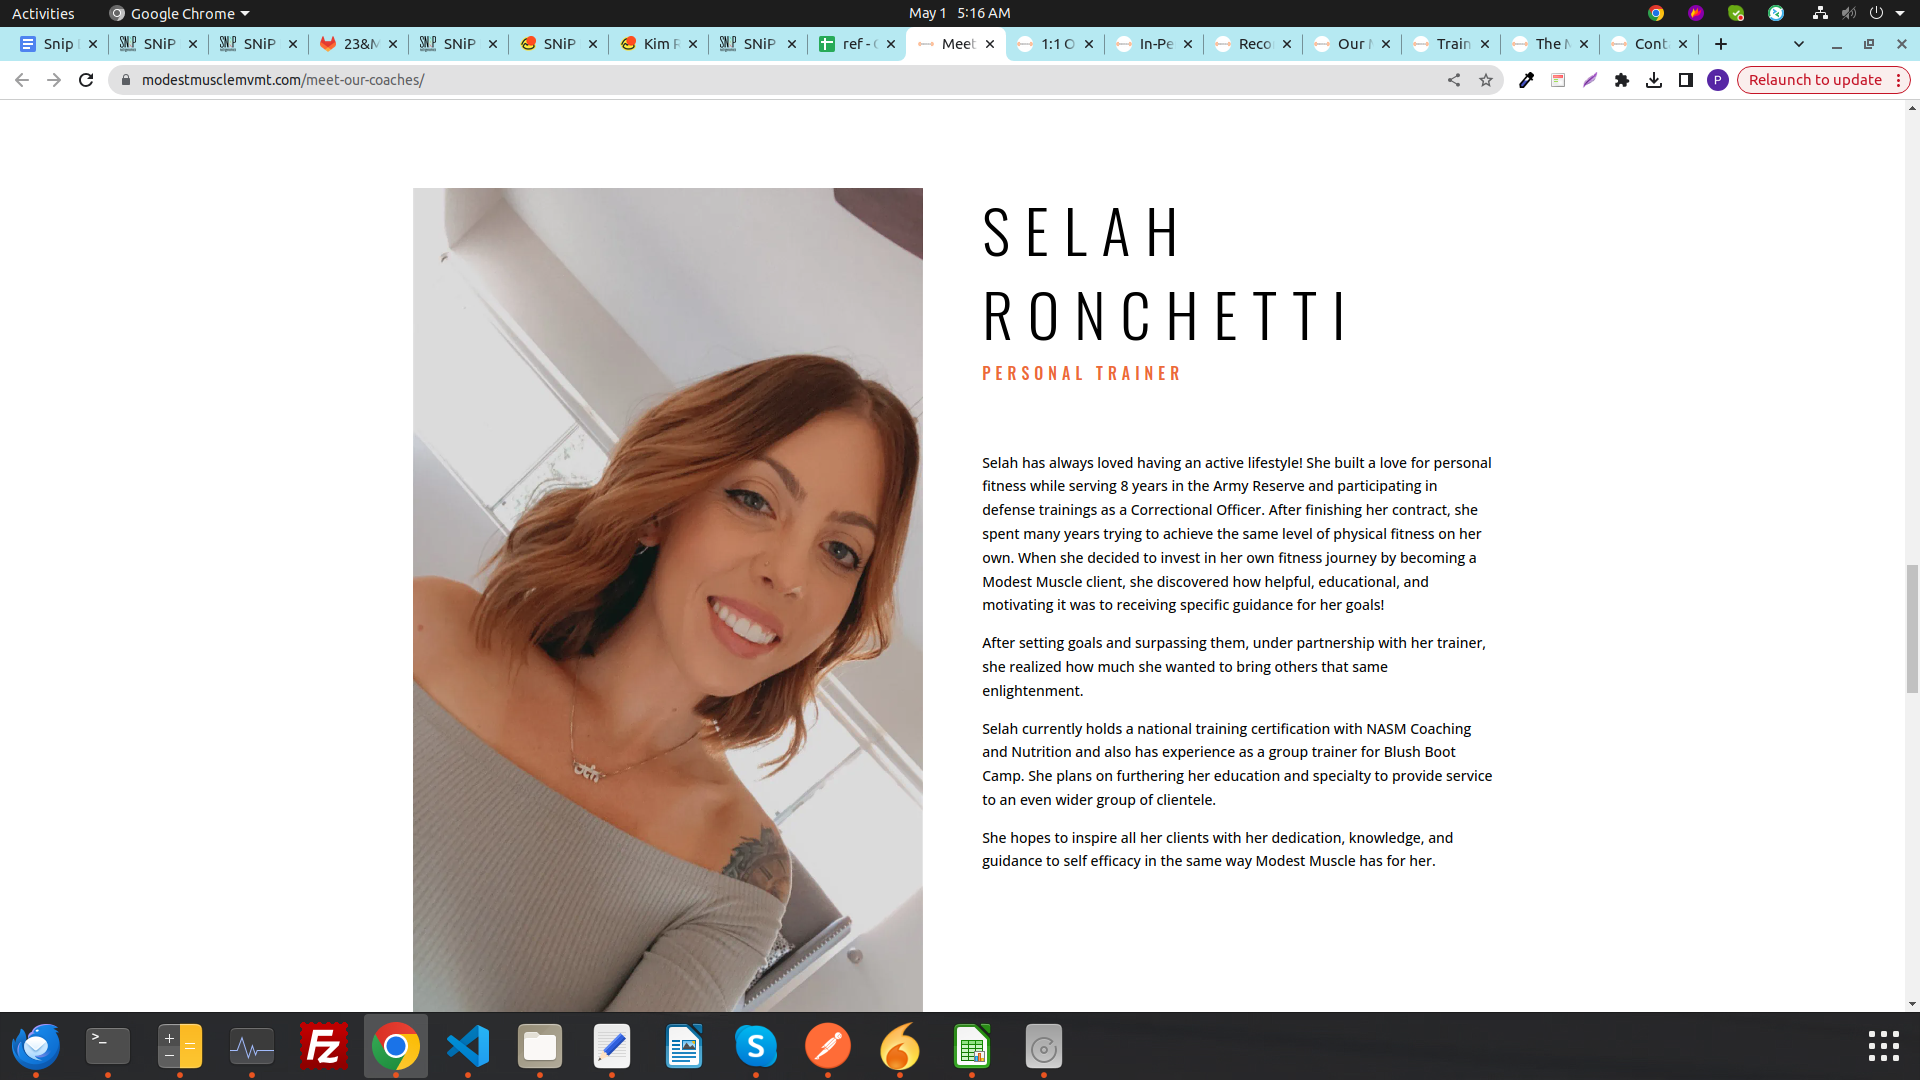 Activities
Google Chrome
May 1 5:16 AM
Snip
SNiP
SNiP
23&M
SNiP
SNiP
Kim R
SNiP
ref -
Meet
1:1 O
In-Pe
Reco
Our M
Train
The M
Cont
modestmusclemvmt.com/meet-our-coaches/
P
Relaunch to update
SELAH
RONCHETTI
PERSONAL TRAINER
Selah has always loved having an active lifestyle! She built a love for personal
fitness while serving 8 years in the Army Reserve and participating in
defense trainings as a Correctional Officer. After finishing her contract, she
spent many years trying to achieve the same level of physical fitness on her
own. When she decided to invest in her own fitness journey by becoming a
Modest Muscle client, she discovered how helpful, educational, and
motivating it was to receiving specific guidance for her goals!
After setting goals and surpassing them, under partnership with her trainer,
she realized how much she wanted to bring others that same
enlightenment.
Selah currently holds a national training certification with NASM Coaching
and Nutrition and also has experience as a group trainer for Blush Boot
Camp. She plans on furthering her education and specialty to provide service
to an even wider group of clientele.
She hopes to inspire all her clients with her dedication, knowledge, and
guidance to self efficacy in the same way Modest Muscle has for her.